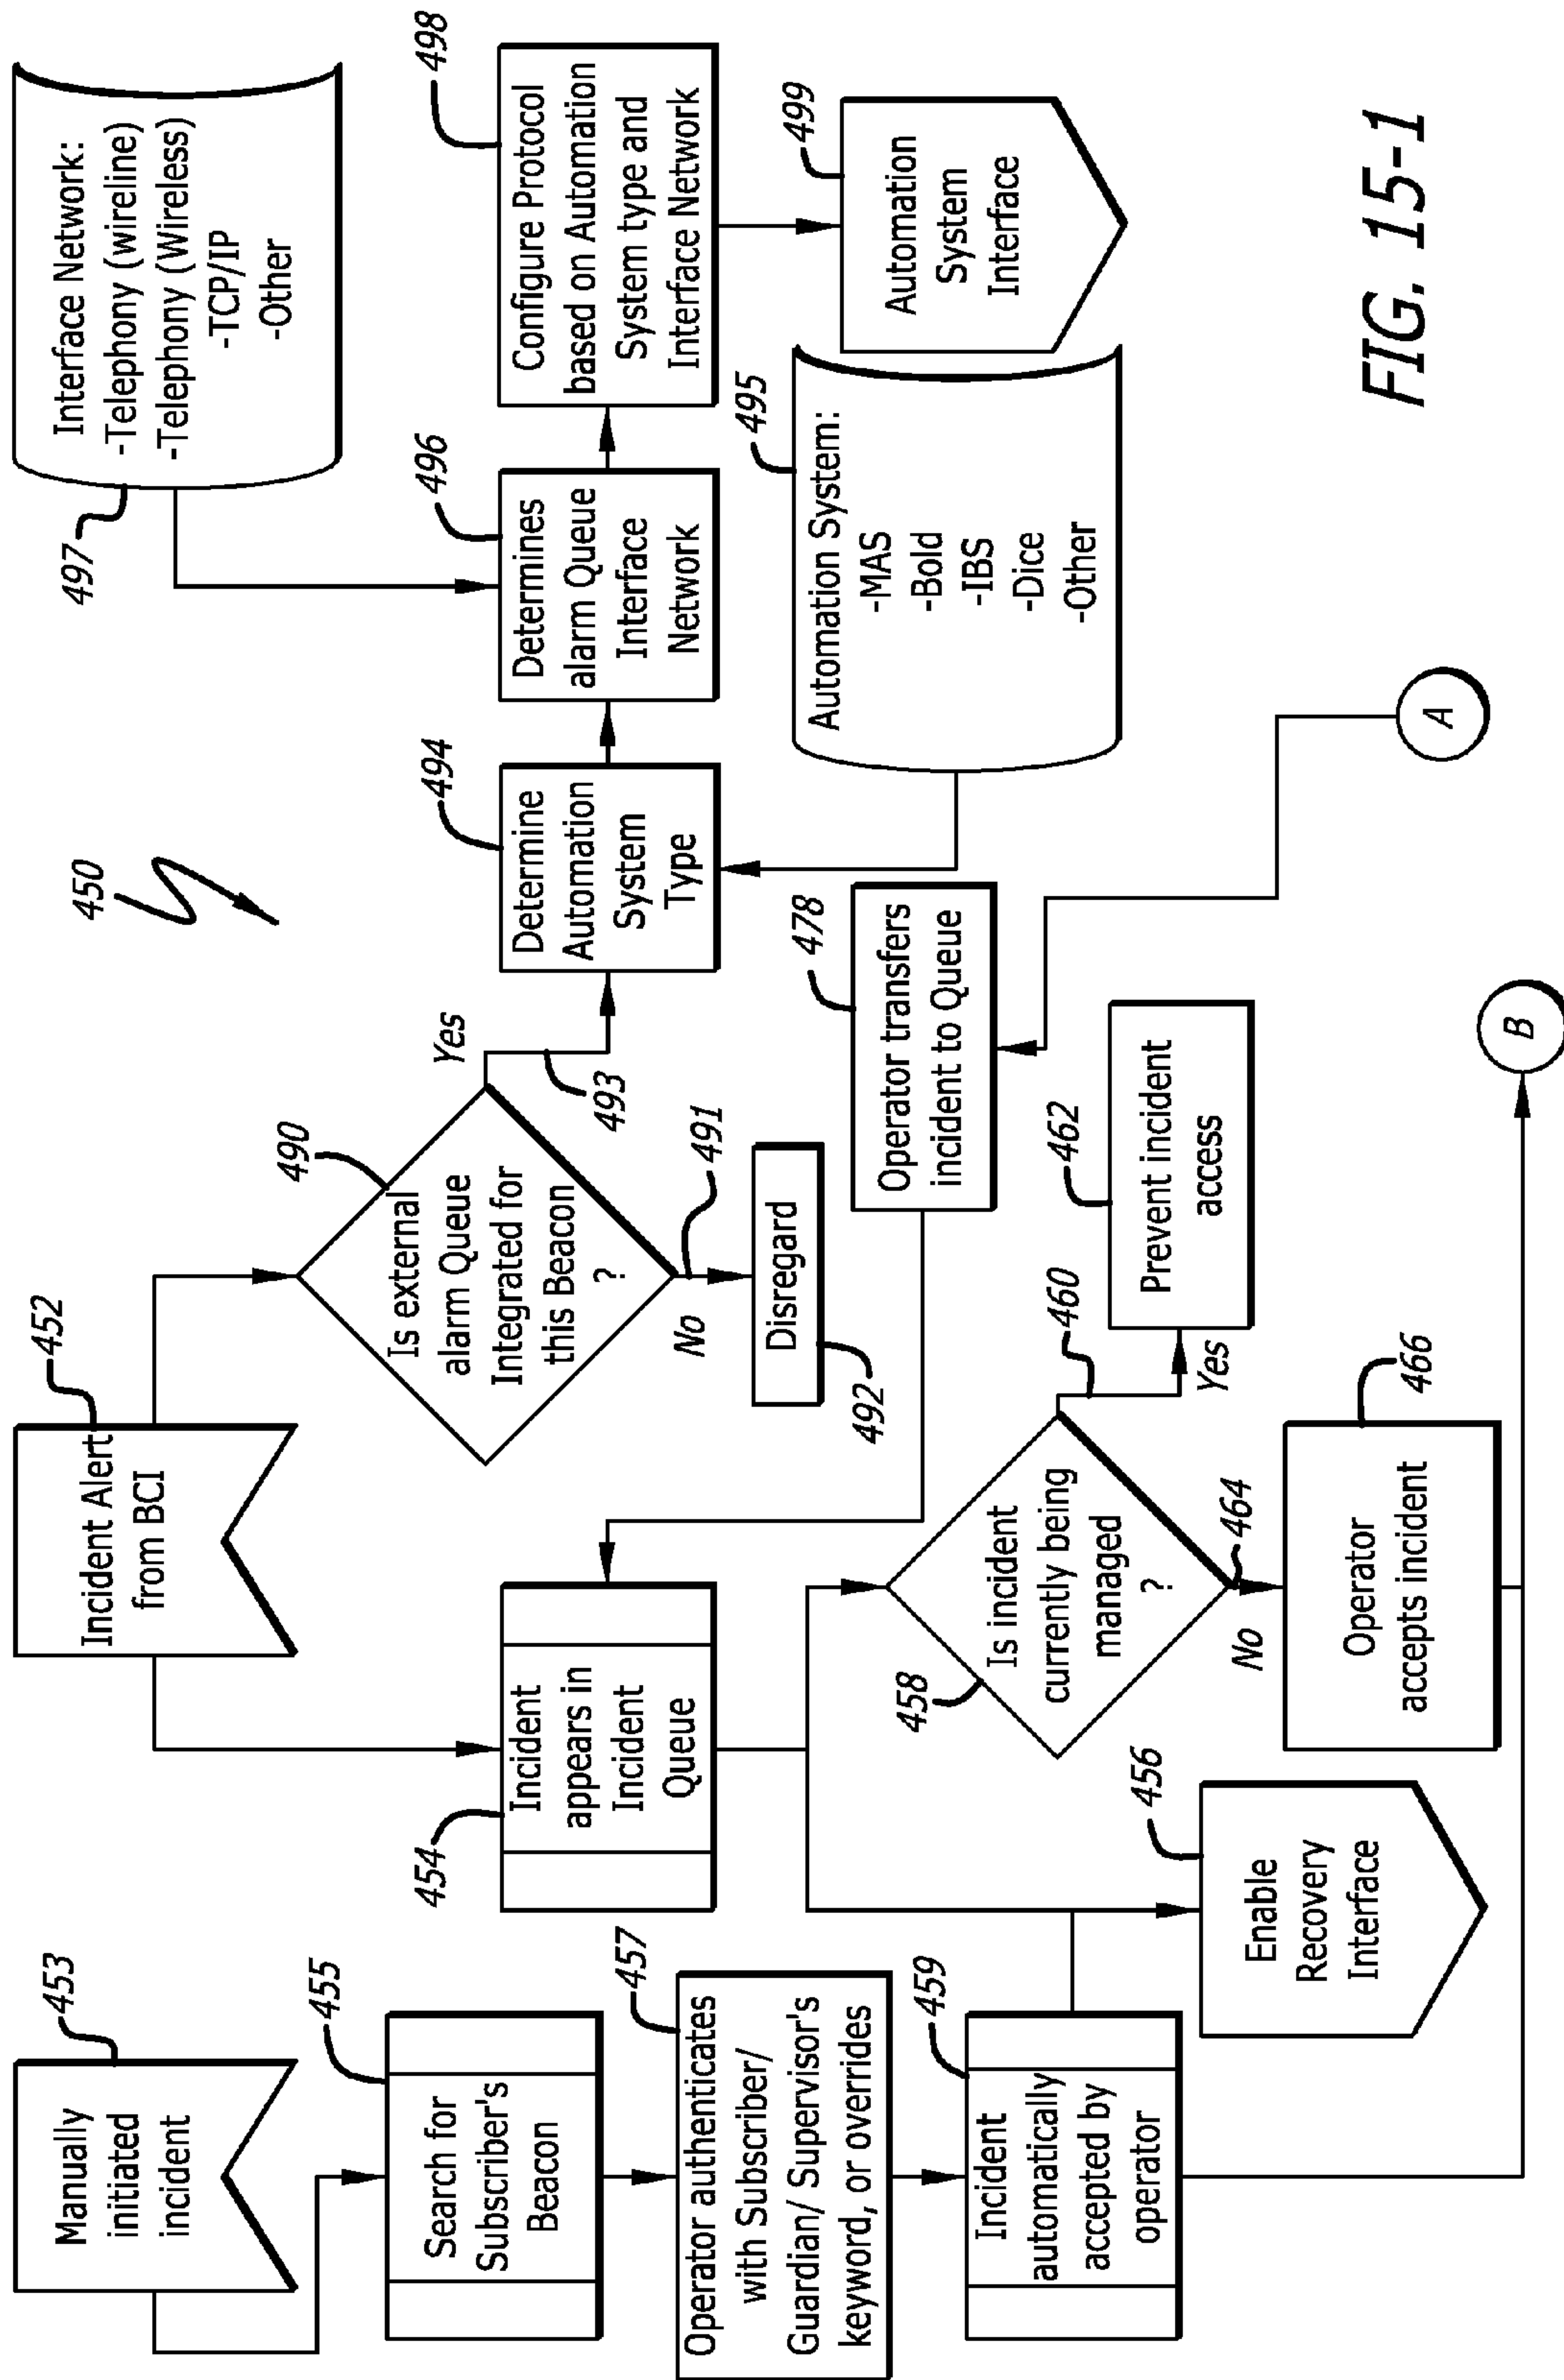 450
453
Manually
initiated
incident
455
Search for
Subscriber's
Beacon
457
Operator authenticates
with Subscriber/
Guardian/ Supervisor's
keyword, or overrides
459
Incident
automatically
accepted by
operator
452
Incident Alert
from BCI
454
Incident
appears in
Incident
Queue
456
Enable
Recovery
Interface
458
Is incident
currently being
managed
?
460
Yes
462
Prevent incident
access
464
No
466
Operator
accepts incident
490
Is external
alarm Queue
Integrated for
this Beacon
?
491
No
492
Disregard
493
Yes
478
Operator transfers
incident to Queue
494
Determine
Automation
System
Type
495
Automation System:
-MAS
-Bold
-IBS
-Dice
-Other
496
Determines
alarm Queue
Interface
Network
497
Interface Network:
-Telephony (wireline)
-Telephony (Wireless)
-TCP/IP
-Other
498
Configure Protocol
based on Automation
System type and
Interface Network
499
Automation
System
Interface
A
B
FIG. 15-1